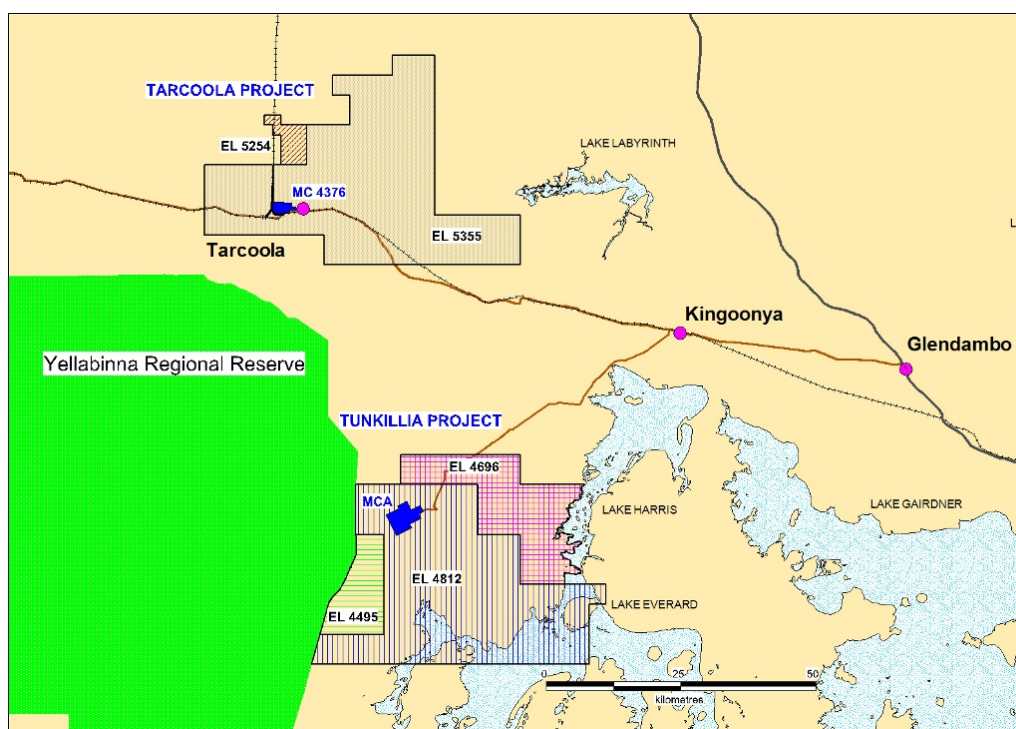 TARCOOLA PROJECT
EL 5254
LAKE LABYRINTH
MC 4376
L
EL 5355
Tarcoola
Kingoonya
Yellabinna Regional Reserve
Glendambo
TUNKILLIA PROJECT
EL 4696
MCA
LAKE GAIRDNER
LAKE HARRIS
EL 4812
LAKE EVERARD
EL 4495
0 25 50
kilometres